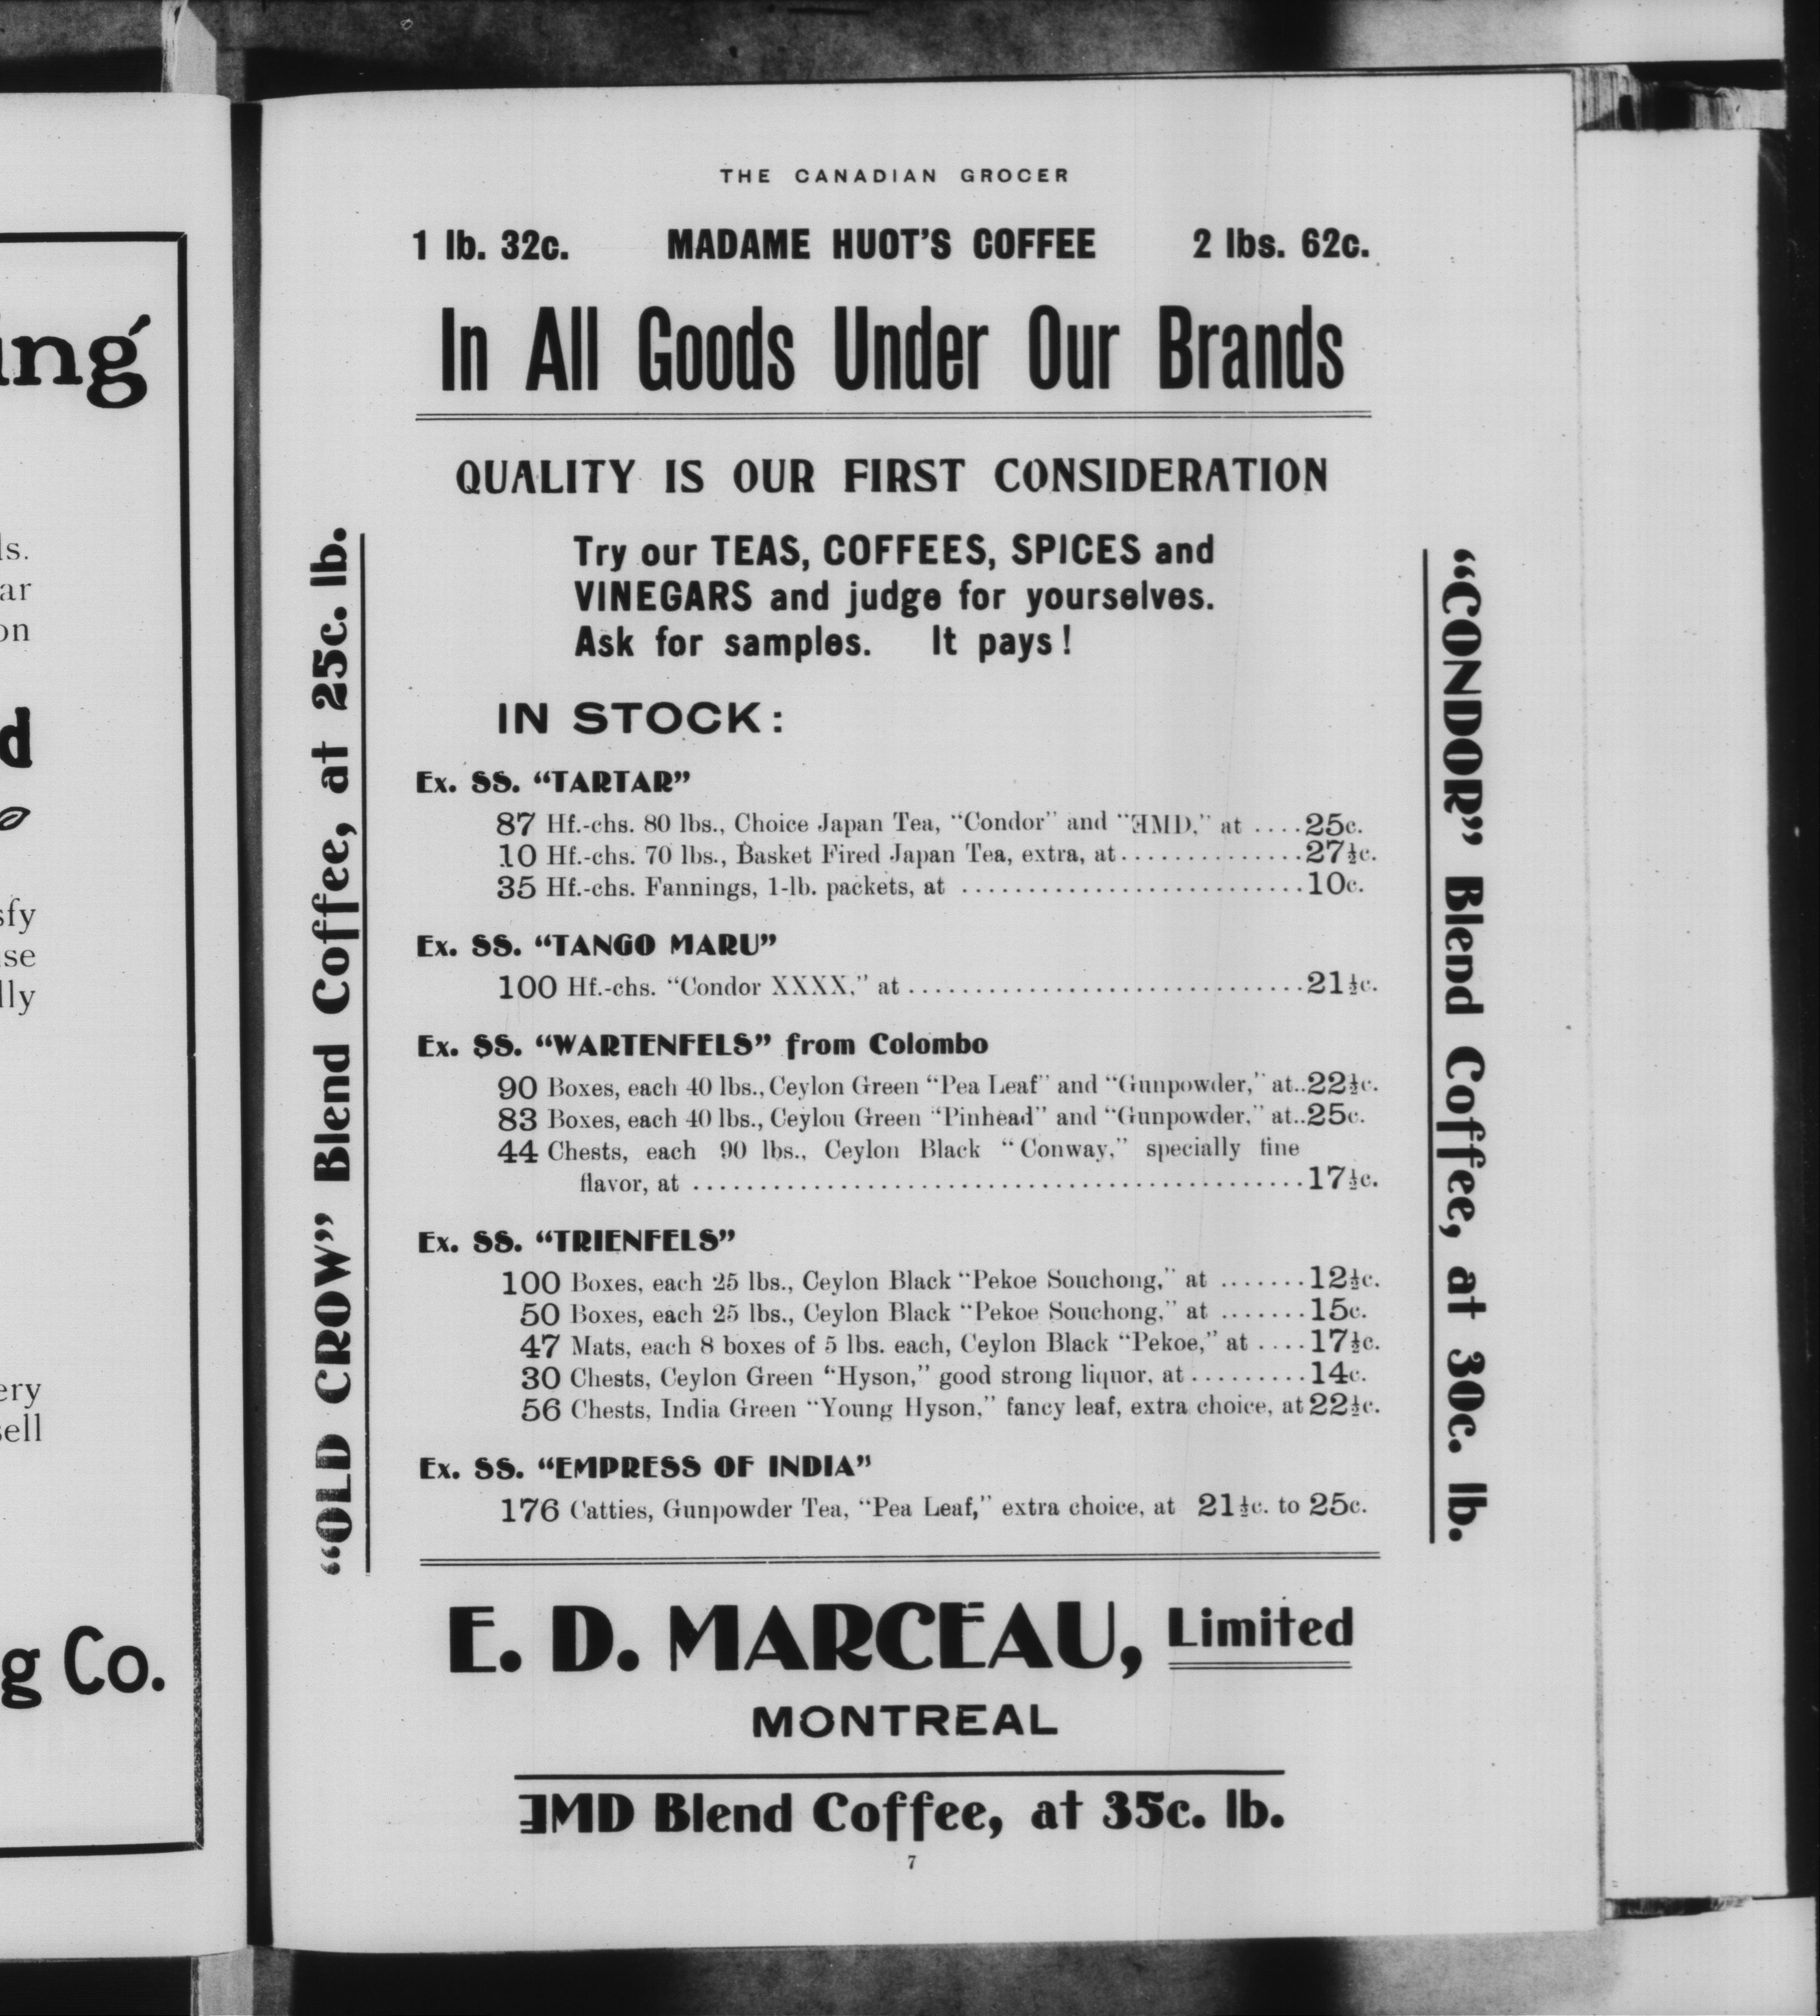 ing
ls.
ar
on
d
sfy
se
lly
ery
sell
g Co.
THE CANADIAN GROCER
1 lb. 32c. MADAME HUOT'S COFFEE 2 lbs. 62c.
In All Goods Under Our Brands
QUALITY IS OUR FIRST CONSIDERATION
Try our TEAS, COFFEES, SPICES and
VINEGARS and judge for yourselves.
Ask for samples. It pays!
"OLD CROW" Blend Coffee, at 25c. lb.
IN STOCK:
Ex. SS. "TARTAR"
87 Hf.-chs. 80 lbs., Choice Japan Tea, "Condor" and "ƎMD," at ....25c.
10 Hf.-chs. 70 lbs., Basket Fired Japan Tea, extra, at..............27½c.
35 Hf.-chs. Fannings, 1-lb. packets, at ..........................10c.
Ex. SS. "TANGO MARU"
100 Hf.-chs. "Condor XXXX," at ..............................21½c.
Ex. SS. "WARTENFELS" from Colombo
90 Boxes, each 40 lbs., Ceylon Green "Pea Leaf" and "Gunpowder," at..22½c.
83 Boxes, each 40 lbs., Ceylon Green "Pinhead" and "Gunpowder," at..25c.
44 Chests, each 90 lbs., Ceylon Black "Conway," specially fine
flavor, at ..............................................17½c.
Ex. SS. "TRIENFELS"
100 Boxes, each 25 lbs., Ceylon Black "Pekoe Souchong," at .......12½c.
50 Boxes, each 25 lbs., Ceylon Black "Pekoe Souchong," at .......15c.
47 Mats, each 8 boxes of 5 lbs. each, Ceylon Black "Pekoe," at ....17½c.
30 Chests, Ceylon Green "Hyson," good strong liquor, at.........14c.
56 Chests, India Green "Young Hyson," fancy leaf, extra choice, at 22½c.
Ex. SS. "EMPRESS OF INDIA"
176 Catties, Gunpowder Tea, "Pea Leaf," extra choice, at 21½c. to 25c.
"CONDOR" Blend Coffee, at 30c. lb.
E. D. MARCEAU, Limited
MONTREAL
ƎMD Blend Coffee, at 35c. lb.
7